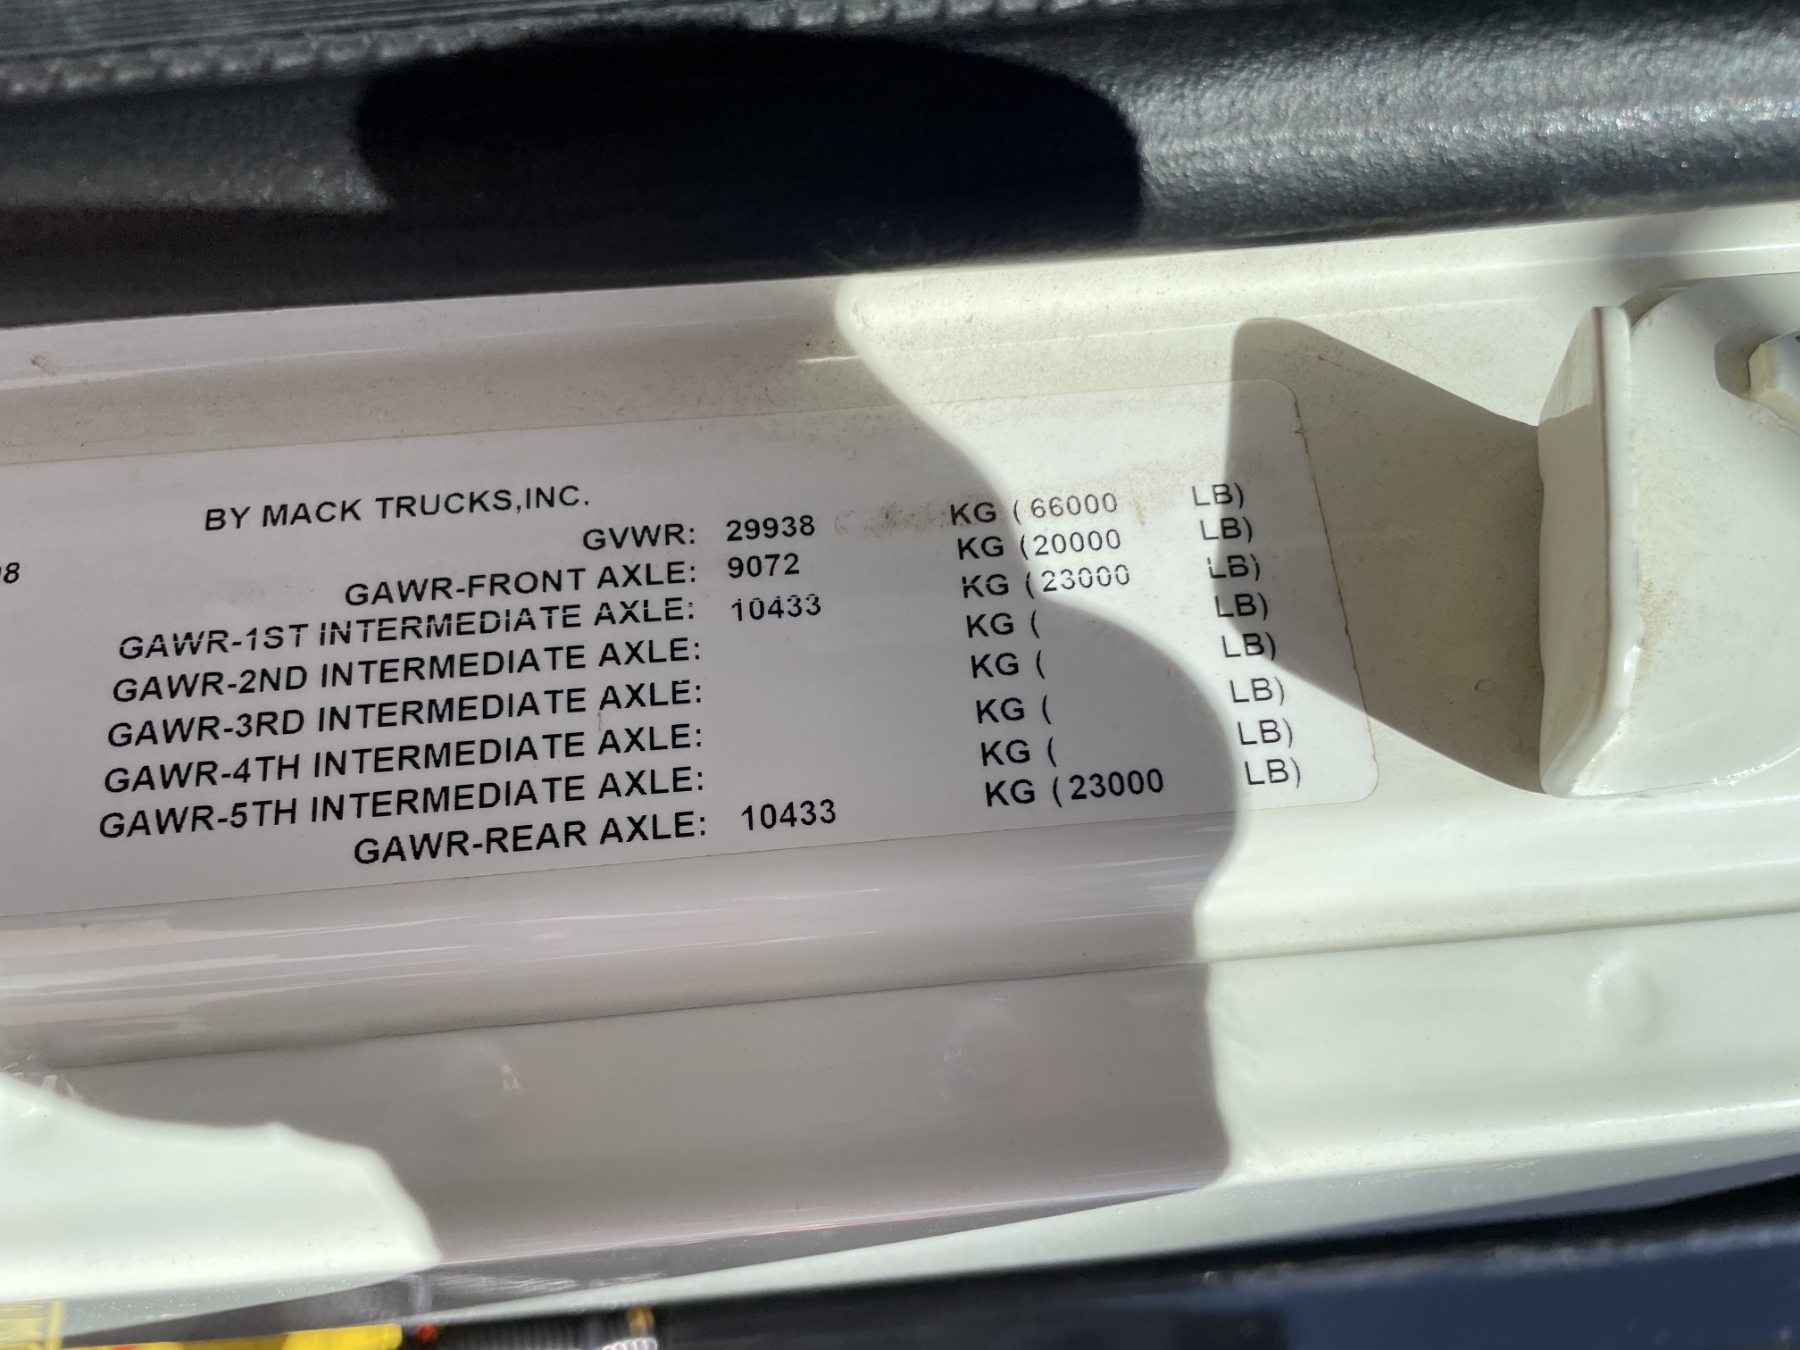 BY MACK TRUCKS,INC.
GVWR: 29938 KG (66000 LB)
GAWR-FRONT AXLE: 9072 KG (20000 LB)
GAWR-1ST INTERMEDIATE AXLE: 10433 KG (23000 LB)
GAWR-2ND INTERMEDIATE AXLE: KG ( LB)
GAWR-3RD INTERMEDIATE AXLE: KG ( LB)
GAWR-4TH INTERMEDIATE AXLE: KG ( LB)
GAWR-5TH INTERMEDIATE AXLE: KG ( LB)
GAWR-REAR AXLE: 10433 KG (23000 LB)